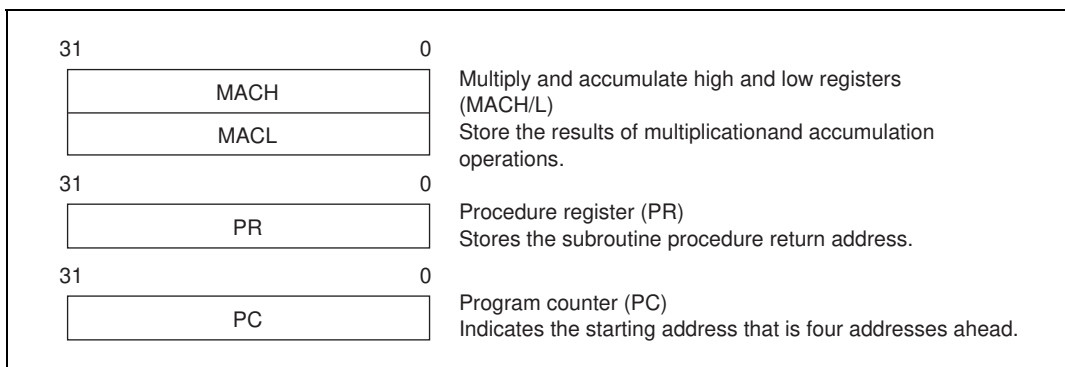 31 0
MACH
MACL
Multiply and accumulate high and low registers
(MACH/L)
Store the results of multiplicationand accumulation
operations.
31 0
PR
Procedure register (PR)
Stores the subroutine procedure return address.
31 0
PC
Program counter (PC)
Indicates the starting address that is four addresses ahead.